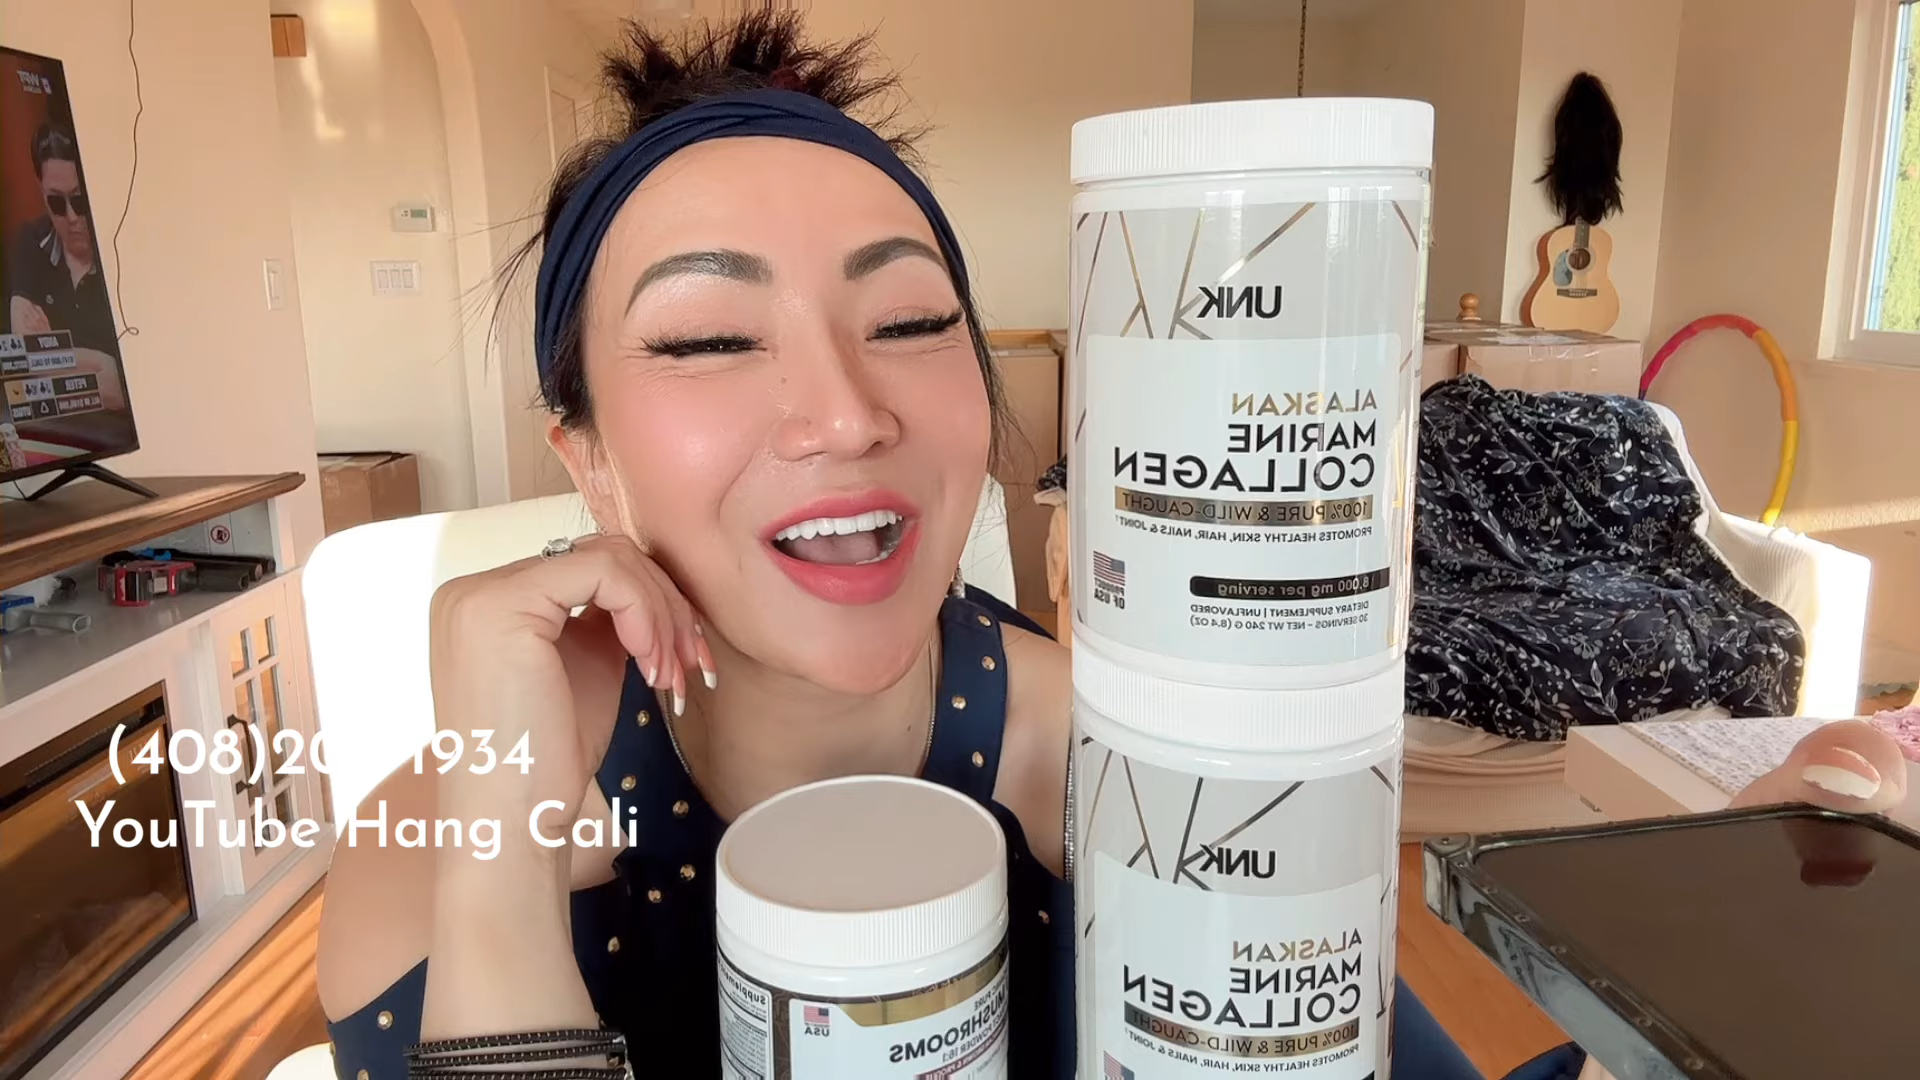 (408)20 1934
YouTube Hang Cali
UNK
ALASKAN
MARINE
COLLAGEN
100% PURE & WILD-CAUGHT
PROMOTES HEALTHY SKIN, HAIR, NAILS & JOINT
8,000 mg per serving
DIETARY SUPPLEMENT | UNFLAVORED
30 SERVINGS - NET WT 240 G (8.4 OZ)
PRODUCT
OF USA
UNK
ALASKAN
MARINE
COLLAGEN
100% PURE & WILD-CAUGHT
PROMOTES HEALTHY SKIN, HAIR, NAILS & JOINT
MUSHROOMS
USA
ANDY
PETER